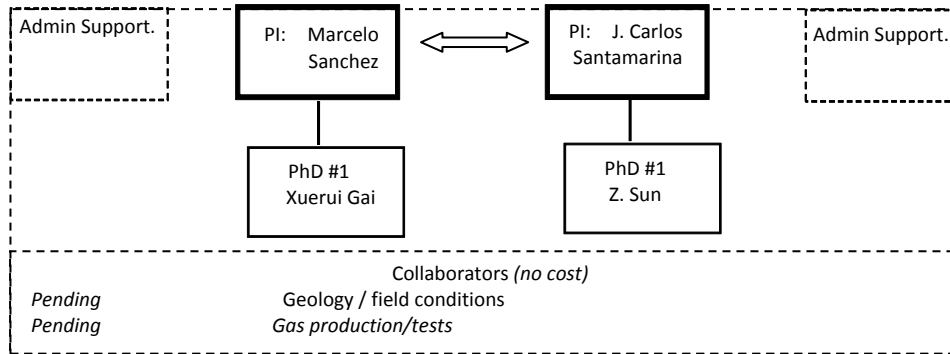 Admin Support.
PI: Marcelo
Sanchez
PI: J. Carlos
Santamarina
Admin Support.
PhD #1
Xuerui Gai
PhD #1
Z. Sun
Collaborators (no cost)
Pending Geology / field conditions
Pending Gas production/tests